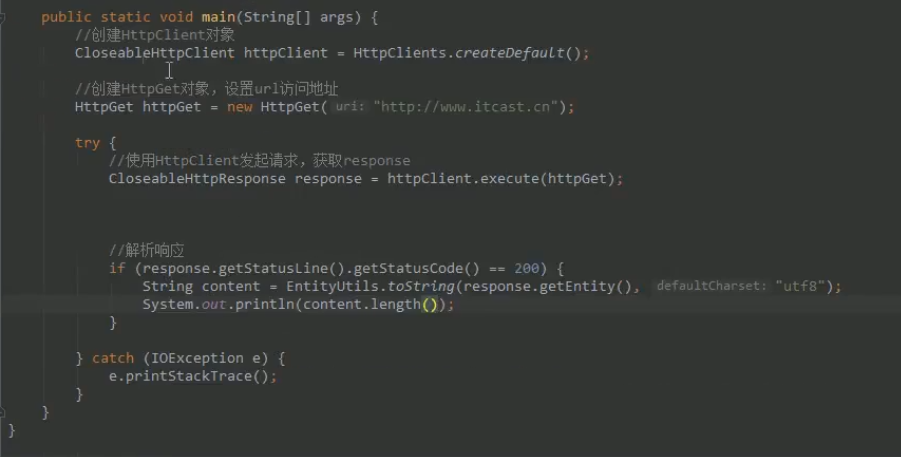 public static void main(String[] args) {
//创建HttpClient对象
CloseableHttpClient httpClient = HttpClients.createDefault();
//创建HttpGet对象，设置url访问地址
HttpGet httpGet = new HttpGet( uri: "http://www.itcast.cn");
try {
//使用HttpClient发起请求，获取response
CloseableHttpResponse response = httpClient.execute(httpGet);
//解析响应
if (response.getStatusLine().getStatusCode() == 200) {
String content = EntityUtils.toString(response.getEntity(), defaultCharset: "utf8");
System.out.println(content.length());
}
} catch (IOException e) {
e.printStackTrace();
}
}
}